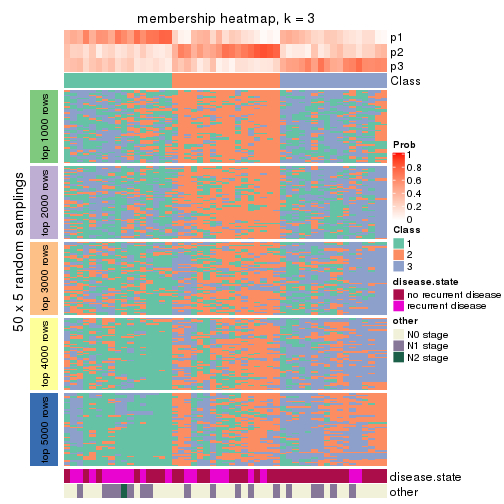 membership heatmap, k = 3
p1
p2
p3
Class
50 x 5 random samplings
top 1000 rows
top 2000 rows
top 3000 rows
top 4000 rows
top 5000 rows
Prob
1
0.8
0.6
0.4
0.2
0
Class
1
2
3
disease.state
no recurrent disease
recurrent disease
other
N0 stage
N1 stage
N2 stage
disease.state
other